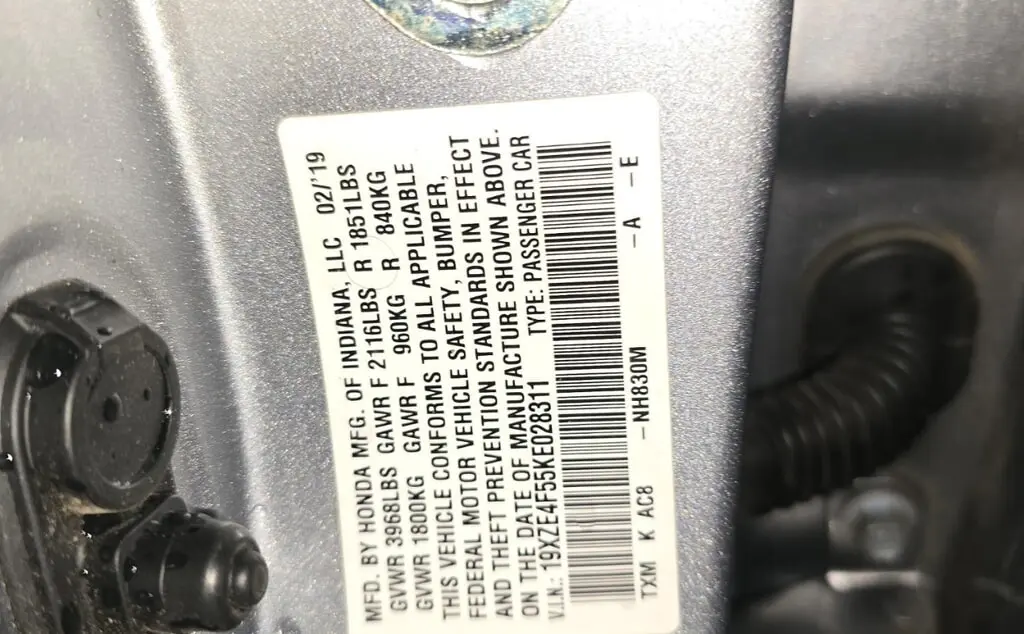 MFD. BY HONDA MFG. OF INDIANA, LLC 02/'19
GVWR 3968LBS GAWR F 2116LBS R 1851LBS
GVWR 1800KG GAWR F 960KG R 840KG
THIS VEHICLE CONFORMS TO ALL APPLICABLE
FEDERAL MOTOR VEHICLE SAFETY, BUMPER,
AND THEFT PREVENTION STANDARDS IN EFFECT
ON THE DATE OF MANUFACTURE SHOWN ABOVE.
V.I.N.: 19XZE4F55KE028311 TYPE: PASSENGER CAR
TXM K AC8 -NH830M -A -E